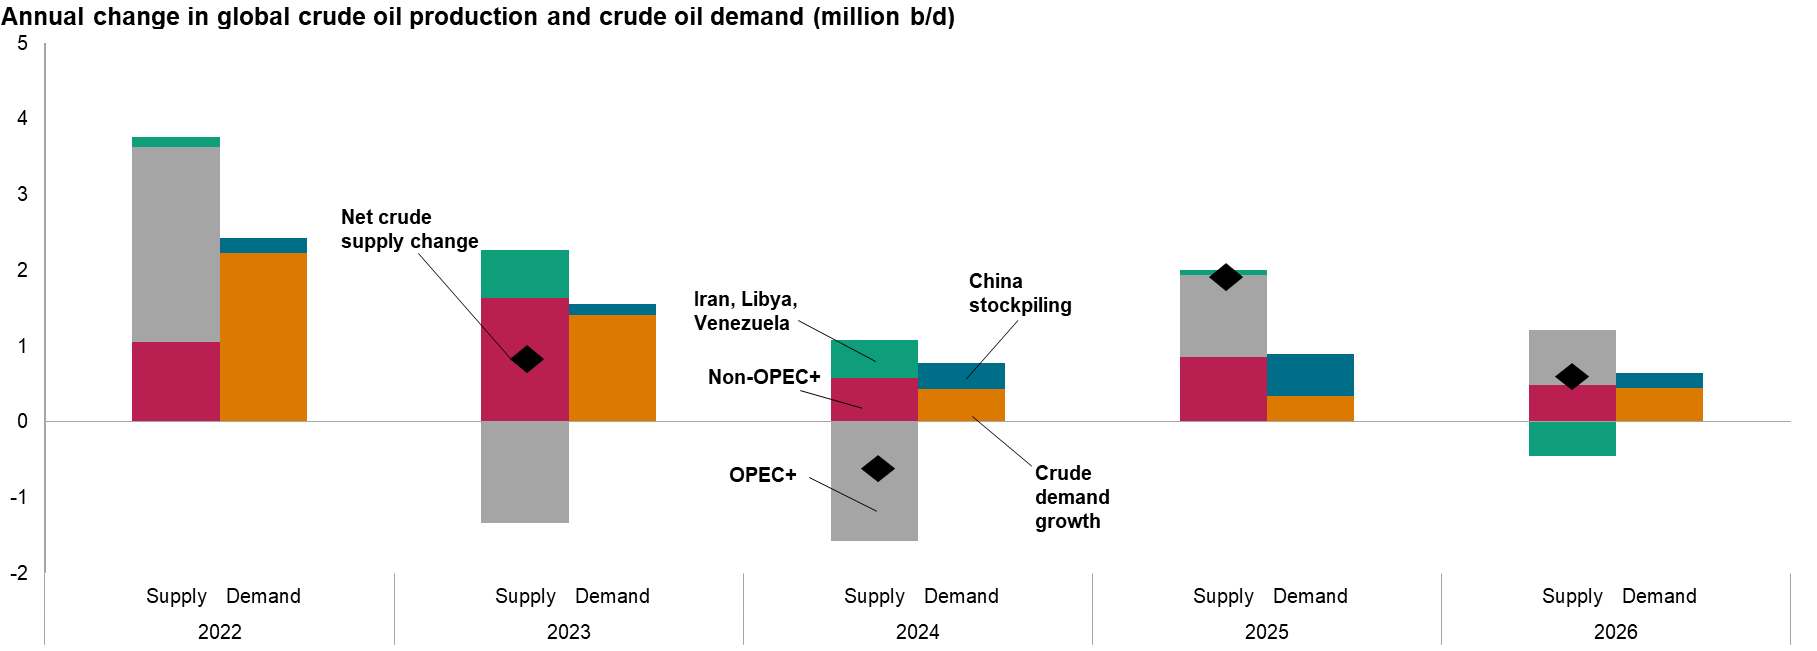 Annual change in global crude oil production and crude oil demand (million b/d)
5
4
3
2
1
0
-1
-2
Net crude
supply change
Iran, Libya,
Venezuela
Non-OPEC+
OPEC+
China
stockpiling
Crude
demand
growth
Supply Demand Supply Demand Supply Demand Supply Demand Supply Demand
2022 2023 2024 2025 2026